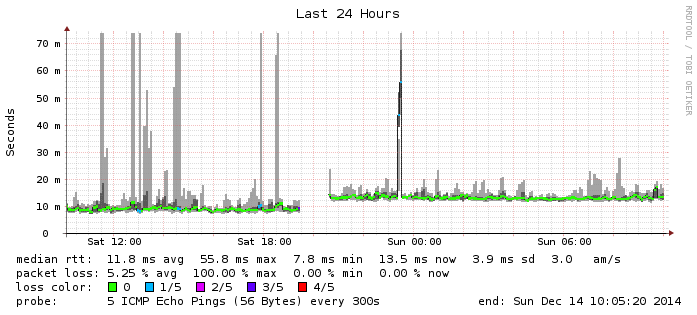 Last 24 Hours
RRDTOOL / TOBI OETIKER
Seconds
70 m
60 m
50 m
40 m
30 m
20 m
10 m
0
Sat 12:00 Sat 18:00 Sun 00:00 Sun 06:00
median rtt: 11.8 ms avg 55.8 ms max 7.8 ms min 13.5 ms now 3.9 ms sd 3.0 am/s
packet loss: 5.25 % avg 100.00 % max 0.00 % min 0.00 % now
loss color: 0 1/5 2/5 3/5 4/5
probe: 5 ICMP Echo Pings (56 Bytes) every 300s end: Sun Dec 14 10:05:20 2014